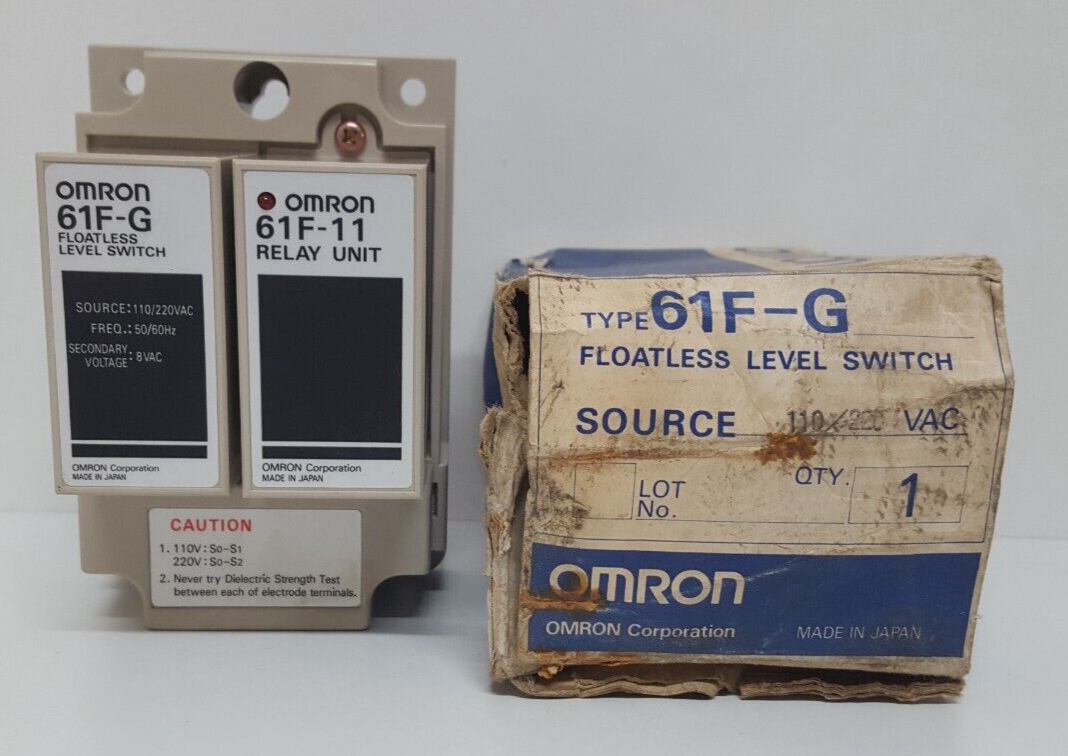 OMRON
61F-G
FLOATLESS
LEVEL SWITCH
SOURCE:110/220VAC
FREQ.:50/60Hz
SECONDARY
VOLTAGE:8VAC
OMRON Corporation
MADE IN JAPAN
OMRON
61F-11
RELAY UNIT
OMRON Corporation
MADE IN JAPAN
CAUTION
1. 110V:S0-S1
220V:S0-S2
2. Never try Dielectric Strength Test
between each of electrode terminals.
TYPE 61F-G
FLOATLESS LEVEL SWITCH
SOURCE 110/220 VAC
LOT
No.
QTY. 1
OMRON
OMRON Corporation MADE IN JAPAN